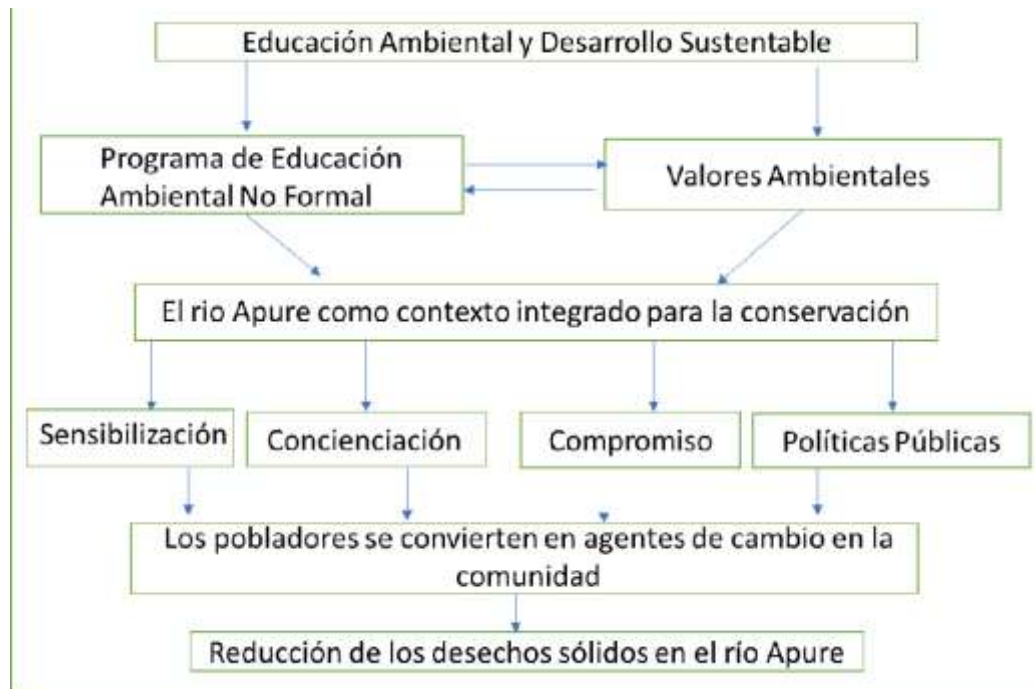 Educación Ambiental y Desarrollo Sustentable
Programa de Educación
Ambiental No Formal
Valores Ambientales
El rio Apure como contexto integrado para la conservación
Sensibilización
Concienciación
Compromiso
Políticas Públicas
Los pobladores se convierten en agentes de cambio en la
comunidad
Reducción de los desechos sólidos en el río Apure